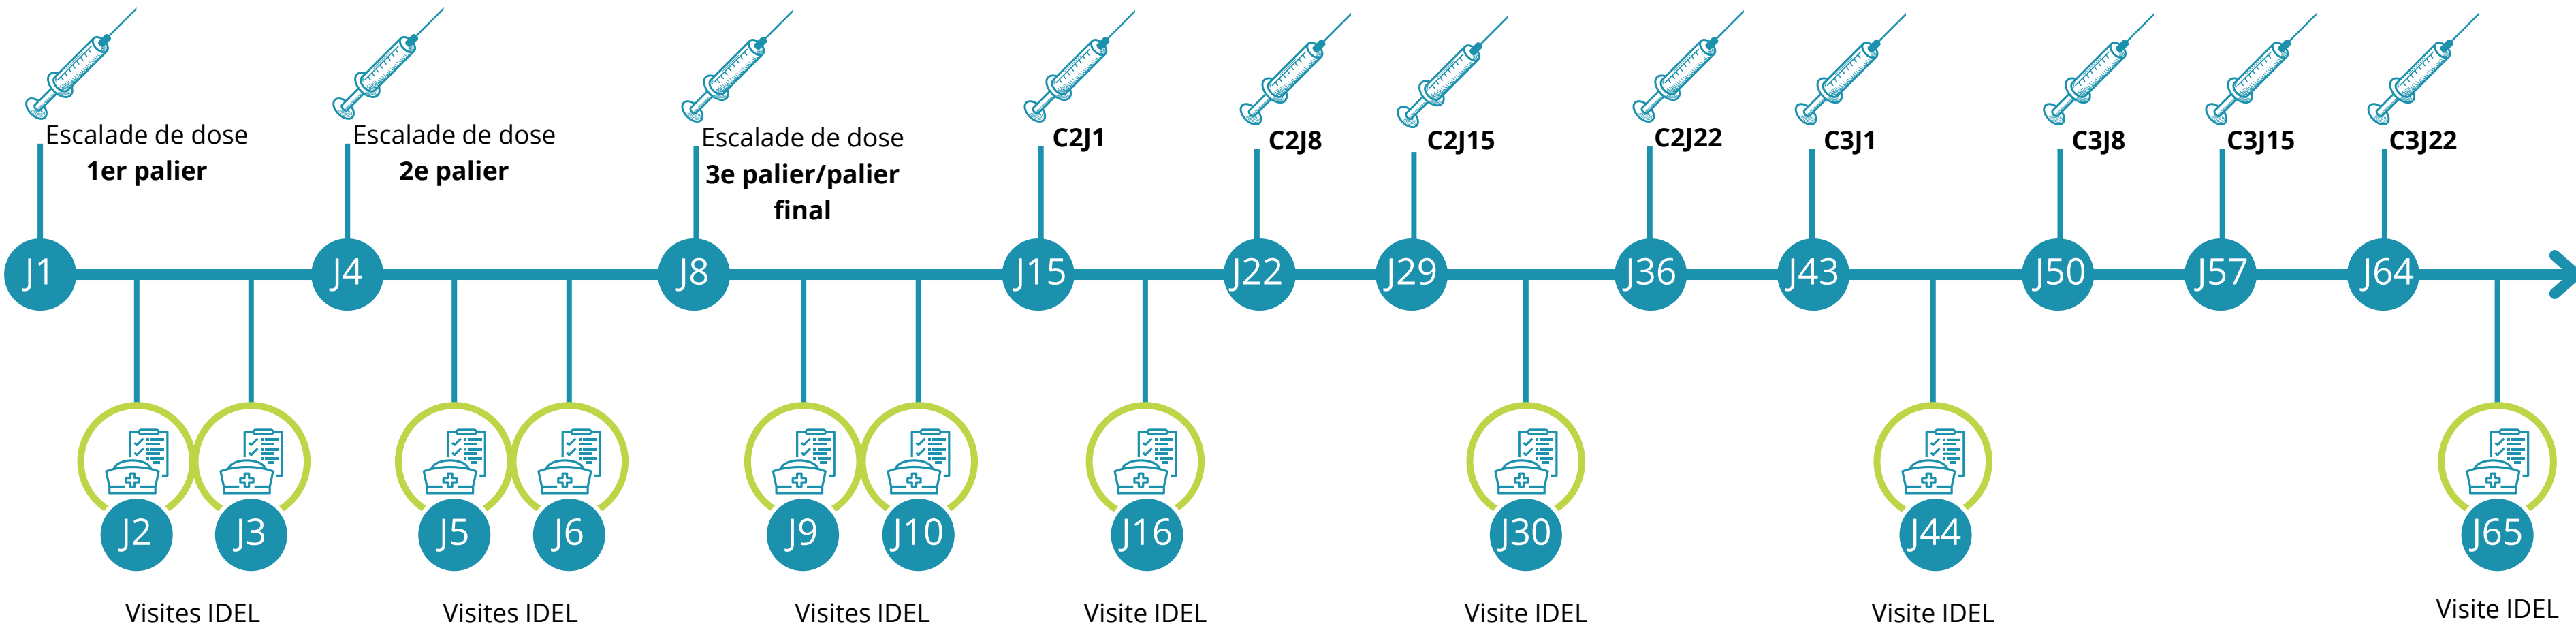 Escalade de dose
1er palier
Escalade de dose
2e palier
Escalade de dose
3e palier/palier
final
C2J1
C2J8
C2J15
C2J22
C3J1
C3J8
C3J15
C3J22
J1
J4
J8
J15
J22
J29
J36
J43
J50
J57
J64
J2
J3
J5
J6
J9
J10
J16
J30
J44
J65
Visites IDEL
Visites IDEL
Visites IDEL
Visite IDEL
Visite IDEL
Visite IDEL
Visite IDEL